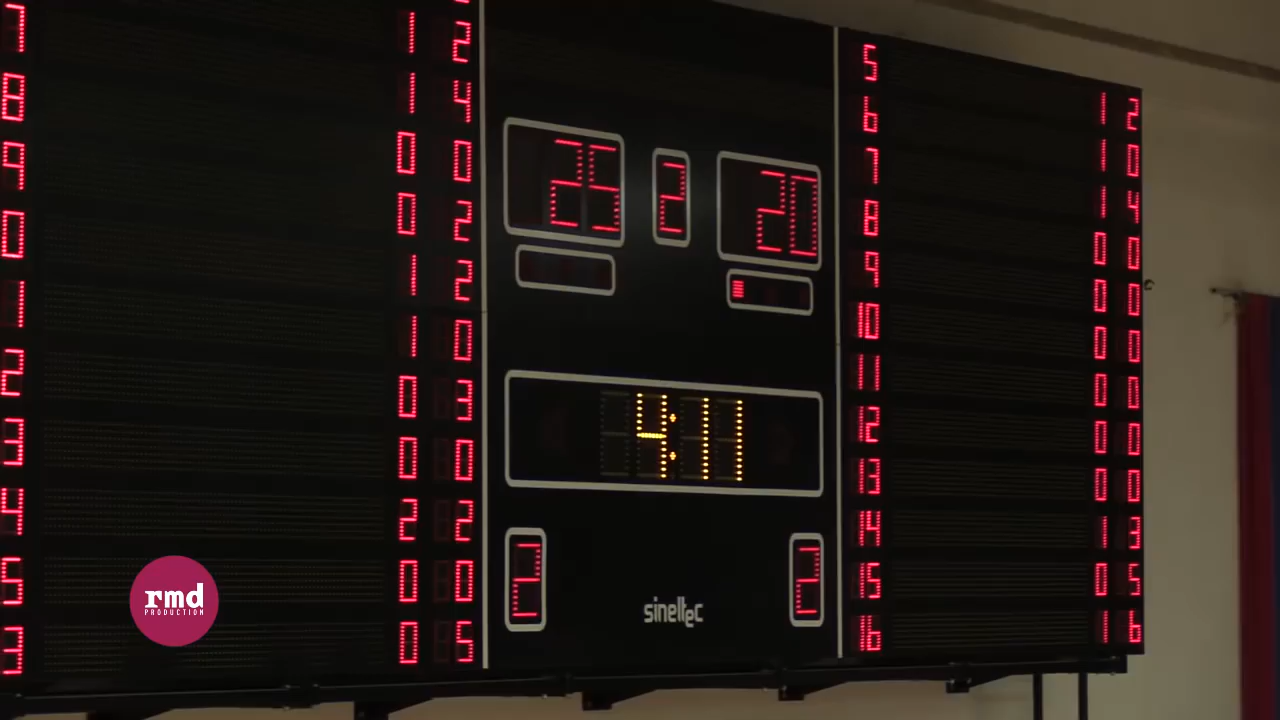 7 1 2
8 1 4
9 0 0
0 0 2
1 1 2
2 1 0
3 0 3
4 0 0
5 2 2
3 0 0
0 5
25 2 20
4:11
2 2
sineltec
5
6 1 2
7 1 0
8 1 4
9 0 0
10 0 0
11 0 0
12 0 0
13 0 0
14 0 0
15 1 3
16 0 5
1 6
rmd
PRODUCTION